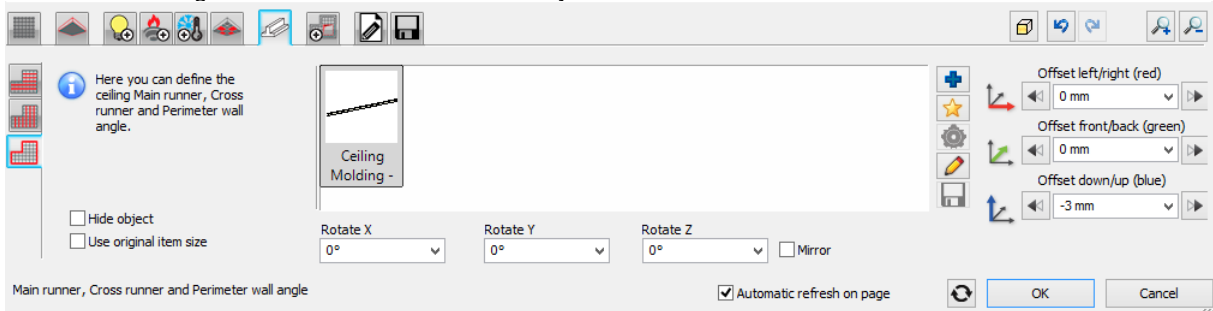 Here you can define the
ceiling Main runner, Cross
runner and Perimeter wall
angle.
Ceiling
Molding -
Hide object
Use original item size
Rotate X
Rotate Y
Rotate Z
0°
0°
0°
Mirror
Offset left/right (red)
0 mm
Offset front/back (green)
0 mm
Offset down/up (blue)
-3 mm
Main runner, Cross runner and Perimeter wall angle
Automatic refresh on page
OK
Cancel